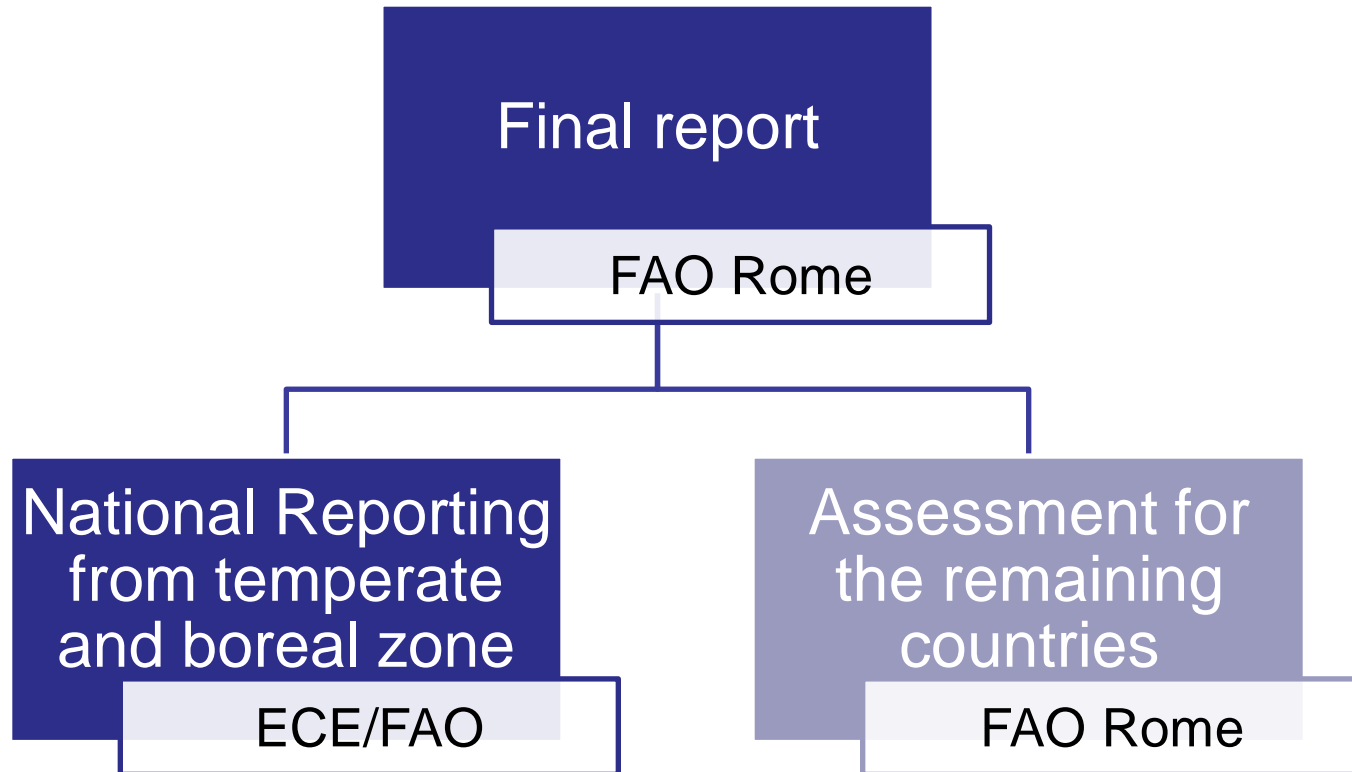 Final report
FAO Rome
National Reporting
from temperate
and boreal zone
ECE/FAO
Assessment for
the remaining
countries
FAO Rome